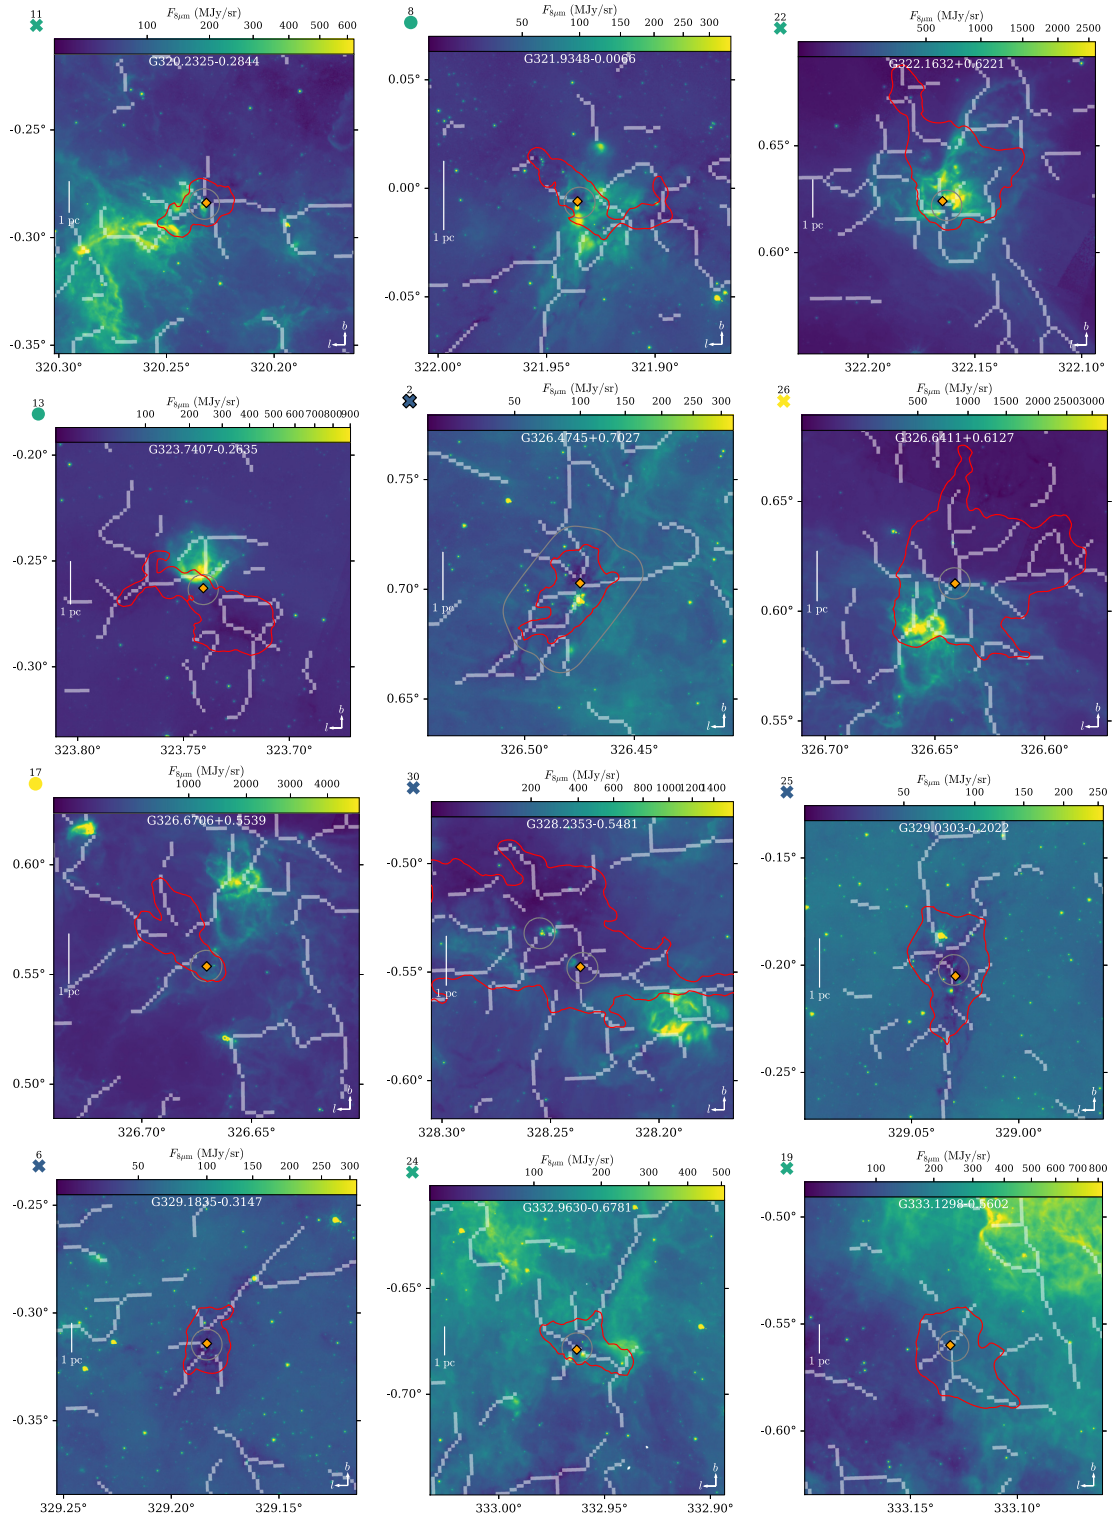 11
F8μm (MJy/sr)
100 200 300 400 500 600
G320.2325-0.2844
-0.25°
-0.30°
-0.35°
1 pc
b
l
320.30 320.25° 320.20°
8
F8μm (MJy/sr)
50 100 150 200 250 300
G321.9348-0.0066
0.05°
0.00°
-0.05°
1 pc
b
l
322.00° 321.95° 321.90°
22
F8μm (MJy/sr)
500 1000 1500 2000 2500
G322.1632+0.6221
0.65°
0.60°
1 pc
b
l
322.20° 322.15° 322.10°
13
F8μm (MJy/sr)
100 200 300 400 500 600 700 800 900
G323.7407-0.2635
-0.20°
-0.25°
-0.30°
1 pc
b
l
323.80° 323.75° 323.70°
2
F8μm (MJy/sr)
50 100 150 200 250 300
G326.4745+0.7027
0.75°
0.70°
0.65°
1 pc
b
l
326.50° 326.45°
26
F8μm (MJy/sr)
500 1000 1500 2000 2500 3000
G326.6411+0.6127
0.65°
0.60°
0.55°
1 pc
b
l
326.70° 326.65° 326.60°
17
F8μm (MJy/sr)
1000 2000 3000 4000
G326.6706+0.5539
0.60°
0.55°
0.50°
1 pc
b
l
326.70° 326.65°
30
F8μm (MJy/sr)
200 400 600 800 1000 1200 1400
G328.2353-0.5481
-0.50°
-0.55°
-0.60°
1 pc
b
l
328.30° 328.25° 328.20°
25
F8μm (MJy/sr)
50 100 150 200 250
G329.0303-0.2022
-0.15°
-0.20°
-0.25°
1 pc
b
l
329.05° 329.00°
6
F8μm (MJy/sr)
50 100 150 200 250 300
G329.1835-0.3147
-0.25°
-0.30°
-0.35°
1 pc
b
l
329.25° 329.20° 329.15°
24
F8μm (MJy/sr)
100 200 300 400 500
G332.9630-0.6781
-0.65°
-0.70°
1 pc
b
l
333.00° 332.95° 332.90°
19
F8μm (MJy/sr)
100 200 300 400 500 600 700 800
G333.1298-0.5602
-0.50°
-0.55°
-0.60°
1 pc
b
l
333.15° 333.10°